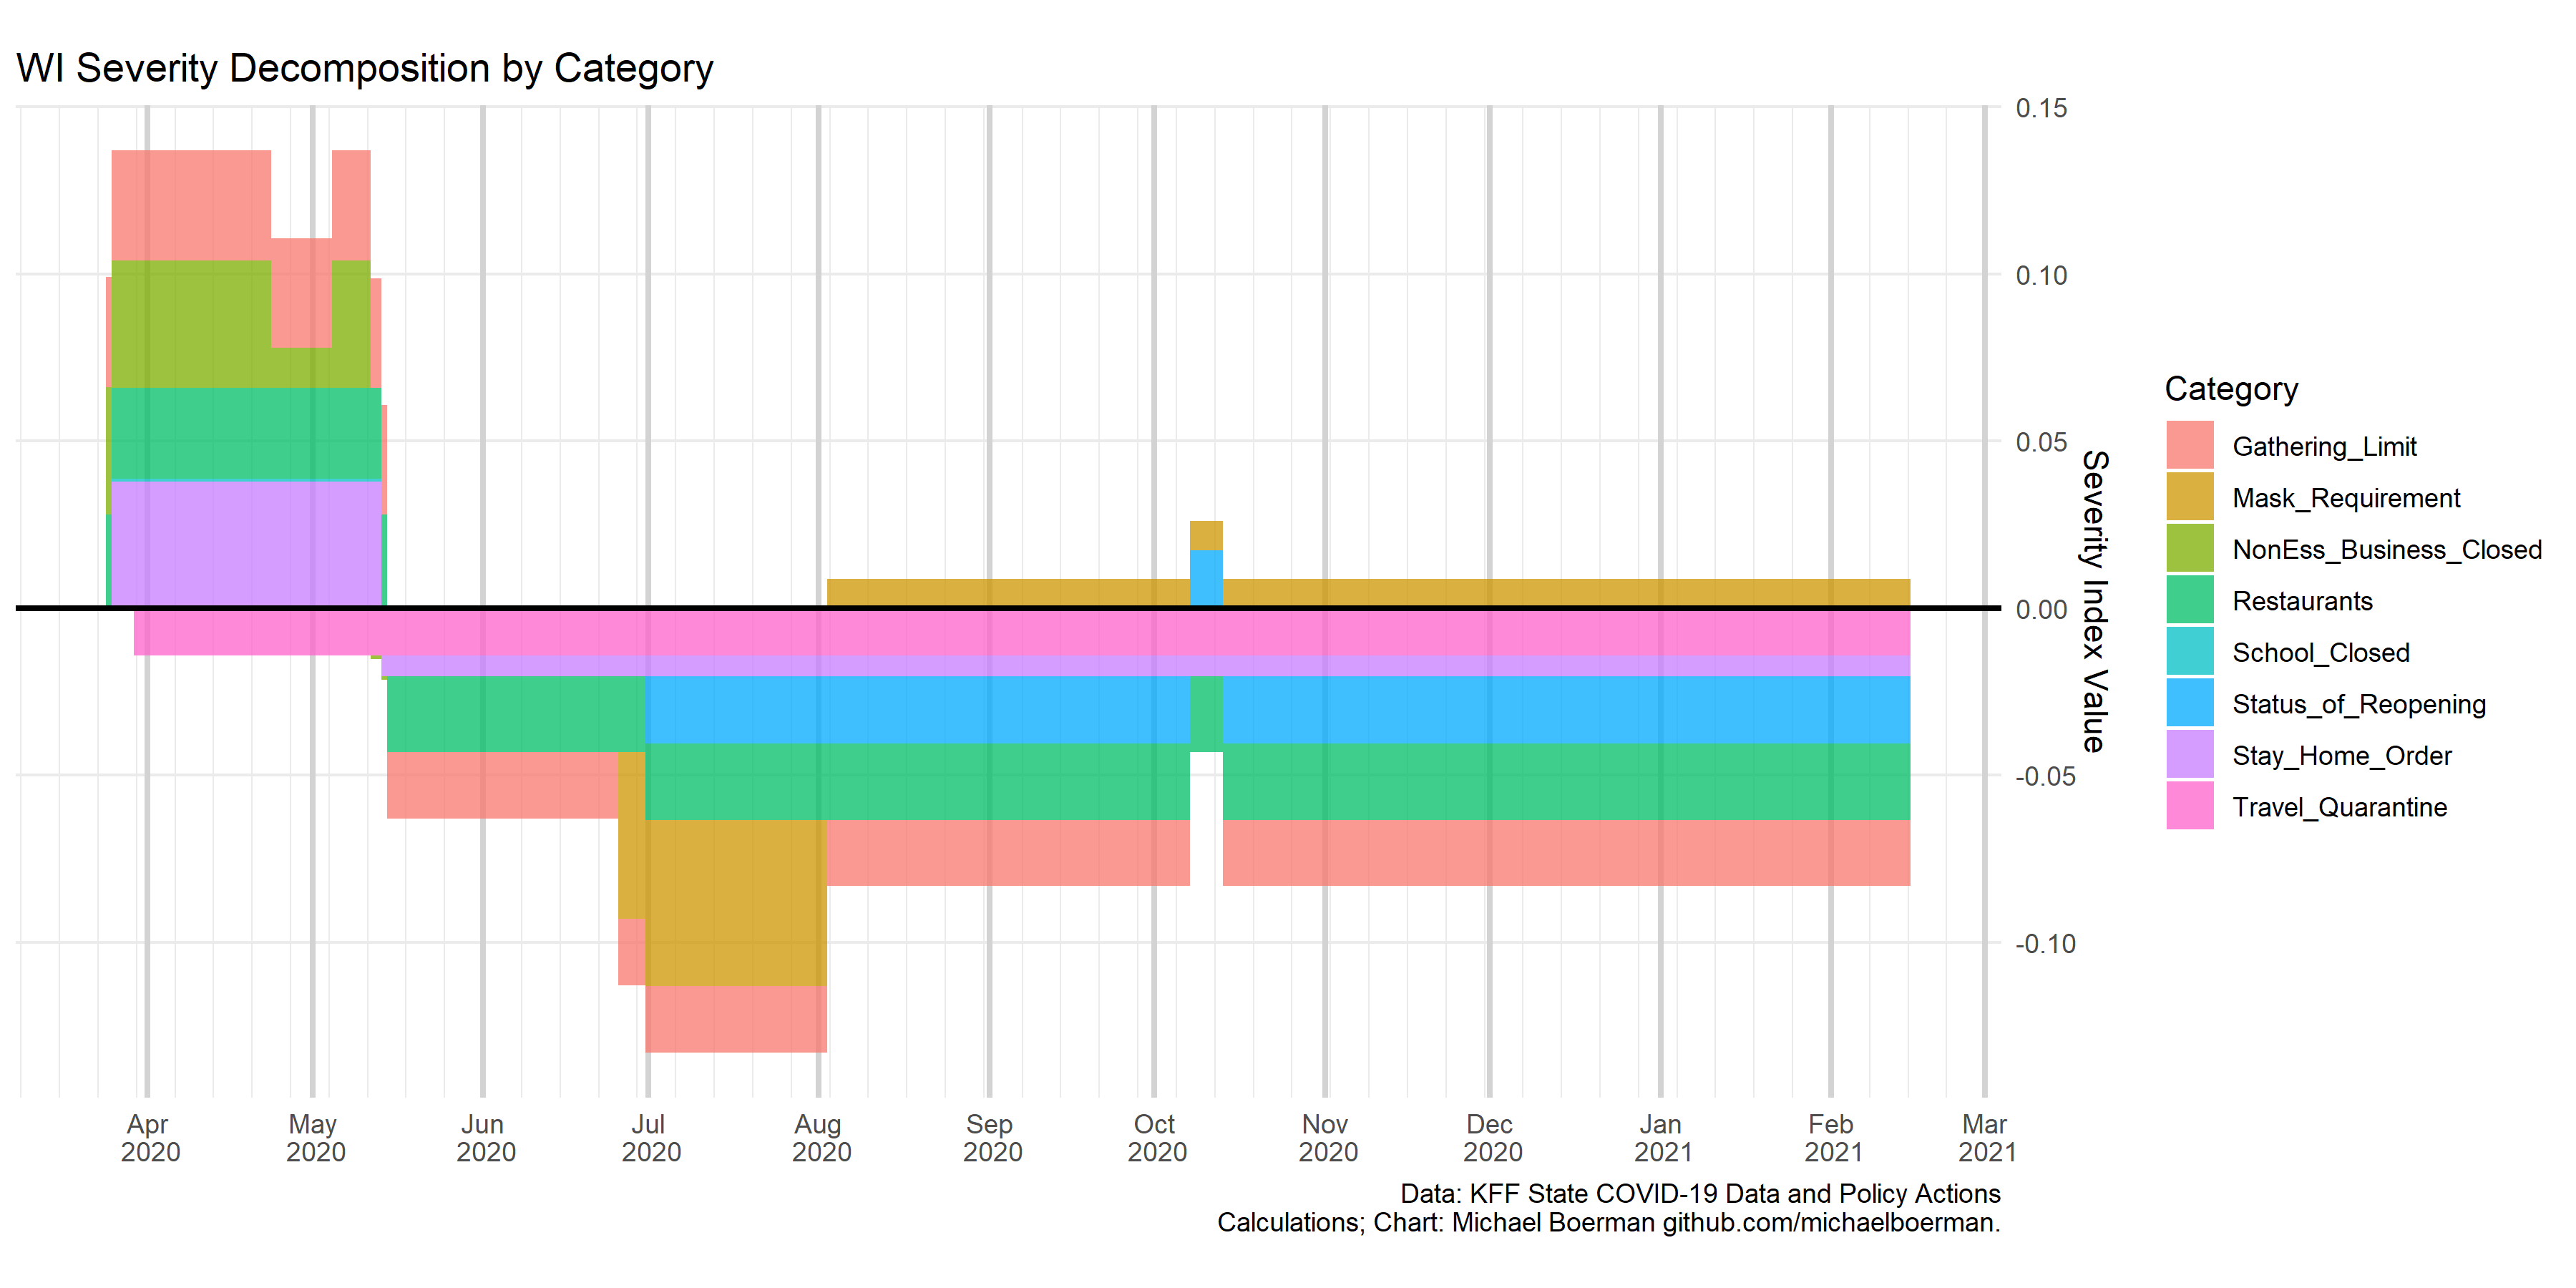 WI Severity Decomposition by Category
0.15
0.10
0.05
0.00
-0.05
-0.10
Severity Index Value
Apr
2020
May
2020
Jun
2020
Jul
2020
Aug
2020
Sep
2020
Oct
2020
Nov
2020
Dec
2020
Jan
2021
Feb
2021
Mar
2021
Category
Gathering_Limit
Mask_Requirement
NonEss_Business_Closed
Restaurants
School_Closed
Status_of_Reopening
Stay_Home_Order
Travel_Quarantine
Data: KFF State COVID-19 Data and Policy Actions
Calculations; Chart: Michael Boerman github.com/michaelboerman.